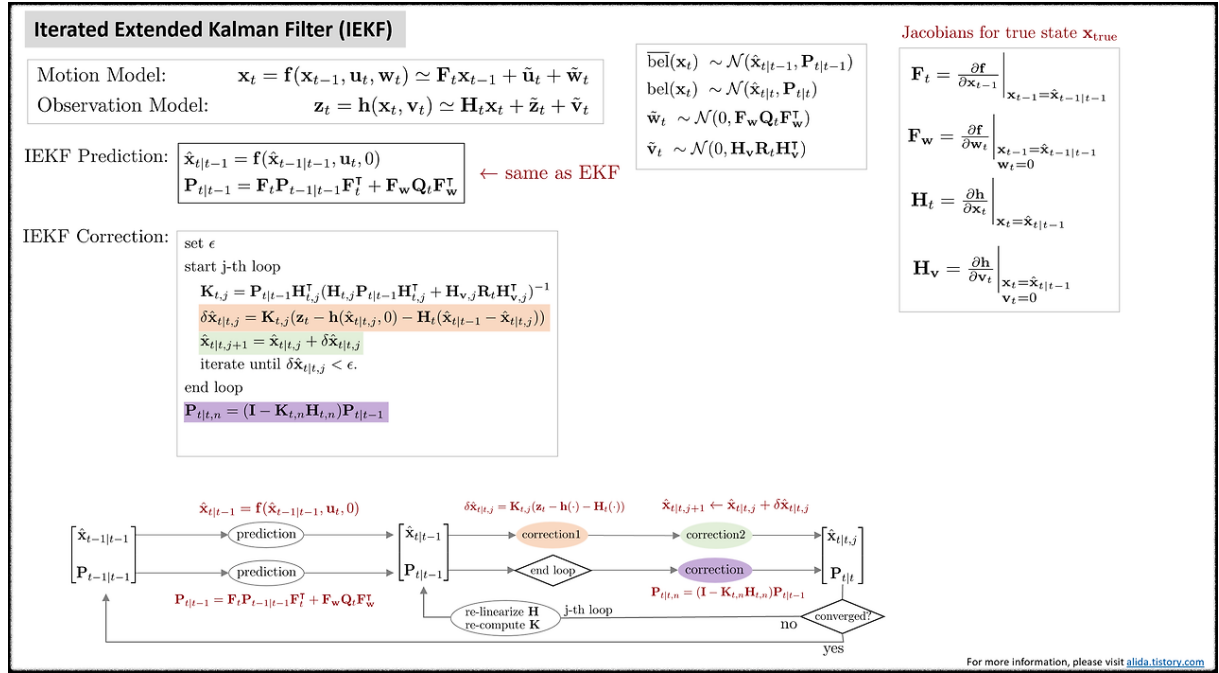 Iterated Extended Kalman Filter (IEKF)
Motion Model: x_t = f(x_{t−1}, u_t, w_t) ≃ F_t x_{t−1} + ũ_t + w̃_t
Observation Model: z_t = h(x_t, v_t) ≃ H_t x_t + z̃_t + ṽ_t
IEKF Prediction: x̂_{t|t−1} = f(x̂_{t−1|t−1}, u_t, 0)
P_{t|t−1} = F_t P_{t−1|t−1} F_t^⊺ + F_w Q_t F_w^⊺
← same as EKF
IEKF Correction: set ϵ
start j-th loop
K_{t,j} = P_{t|t−1} H_{t,j}^⊺ (H_{t,j} P_{t|t−1} H_{t,j}^⊺ + H_{v,j} R_t H_{v,j}^⊺)^{−1}
δx̂_{t|t,j} = K_{t,j}(z_t − h(x̂_{t|t,j}, 0) − H_t(x̂_{t|t−1} − x̂_{t|t,j}))
x̂_{t|t,j+1} = x̂_{t|t,j} + δx̂_{t|t,j}
iterate until δx̂_{t|t,j} < ϵ.
end loop
P_{t|t,n} = (I − K_{t,n} H_{t,n}) P_{t|t−1}
b̅e̅l̅(x_t) ∼ N(x̂_{t|t−1}, P_{t|t−1})
bel(x_t) ∼ N(x̂_{t|t}, P_{t|t})
w̃_t ∼ N(0, F_w Q_t F_w^⊺)
ṽ_t ∼ N(0, H_v R_t H_v^⊺)
Jacobians for true state x_true
F_t = ∂f/∂x_{t−1} |_{x_{t−1}=x̂_{t−1|t−1}}
F_w = ∂f/∂w_t |_{x_{t−1}=x̂_{t−1|t−1}, w_t=0}
H_t = ∂h/∂x_t |_{x_t=x̂_{t|t−1}}
H_v = ∂h/∂v_t |_{x_t=x̂_{t|t−1}, v_t=0}
x̂_{t|t−1} = f(x̂_{t−1|t−1}, u_t, 0)
δx̂_{t|t,j} = K_{t,j}(z_t − h(·) − H_t(·))
x̂_{t|t,j+1} ← x̂_{t|t,j} + δx̂_{t|t,j}
x̂_{t−1|t−1}
prediction
x̂_{t|t−1}
correction1
correction2
x̂_{t|t,j}
P_{t−1|t−1}
prediction
P_{t|t−1}
end loop
correction
P_{t|t}
P_{t|t−1} = F_t P_{t−1|t−1} F_t^⊺ + F_w Q_t F_w^⊺
P_{t|t,n} = (I − K_{t,n} H_{t,n}) P_{t|t−1}
re-linearize H
re-compute K
j-th loop
no
converged?
yes
For more information, please visit alida.tistory.com